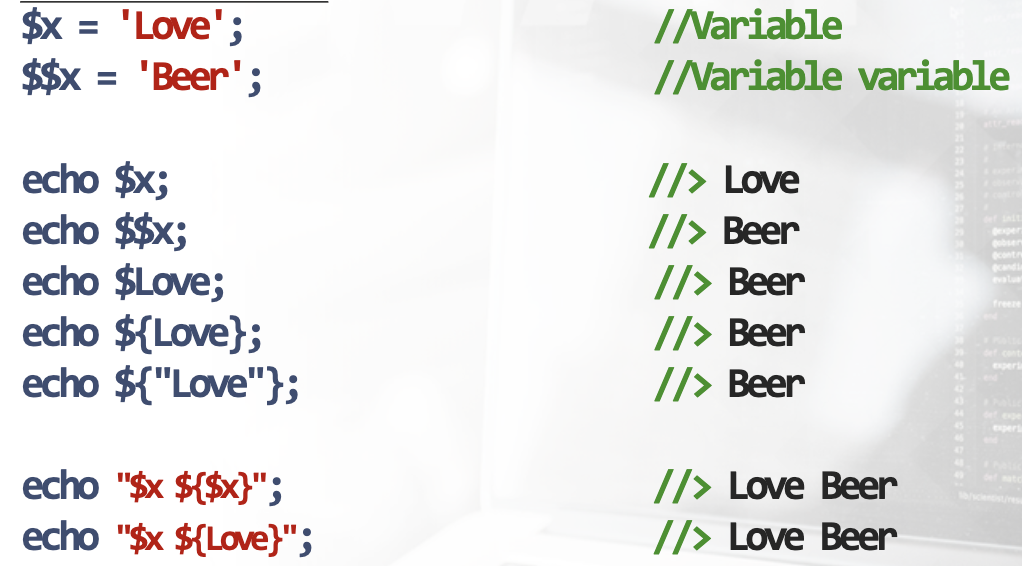 $x = 'Love'; //Variable
$$x = 'Beer'; //Variable variable
echo $x; //> Love
echo $$x; //> Beer
echo $Love; //> Beer
echo ${Love}; //> Beer
echo ${"Love"}; //> Beer
echo "$x ${$x}"; //> Love Beer
echo "$x ${Love}"; //> Love Beer